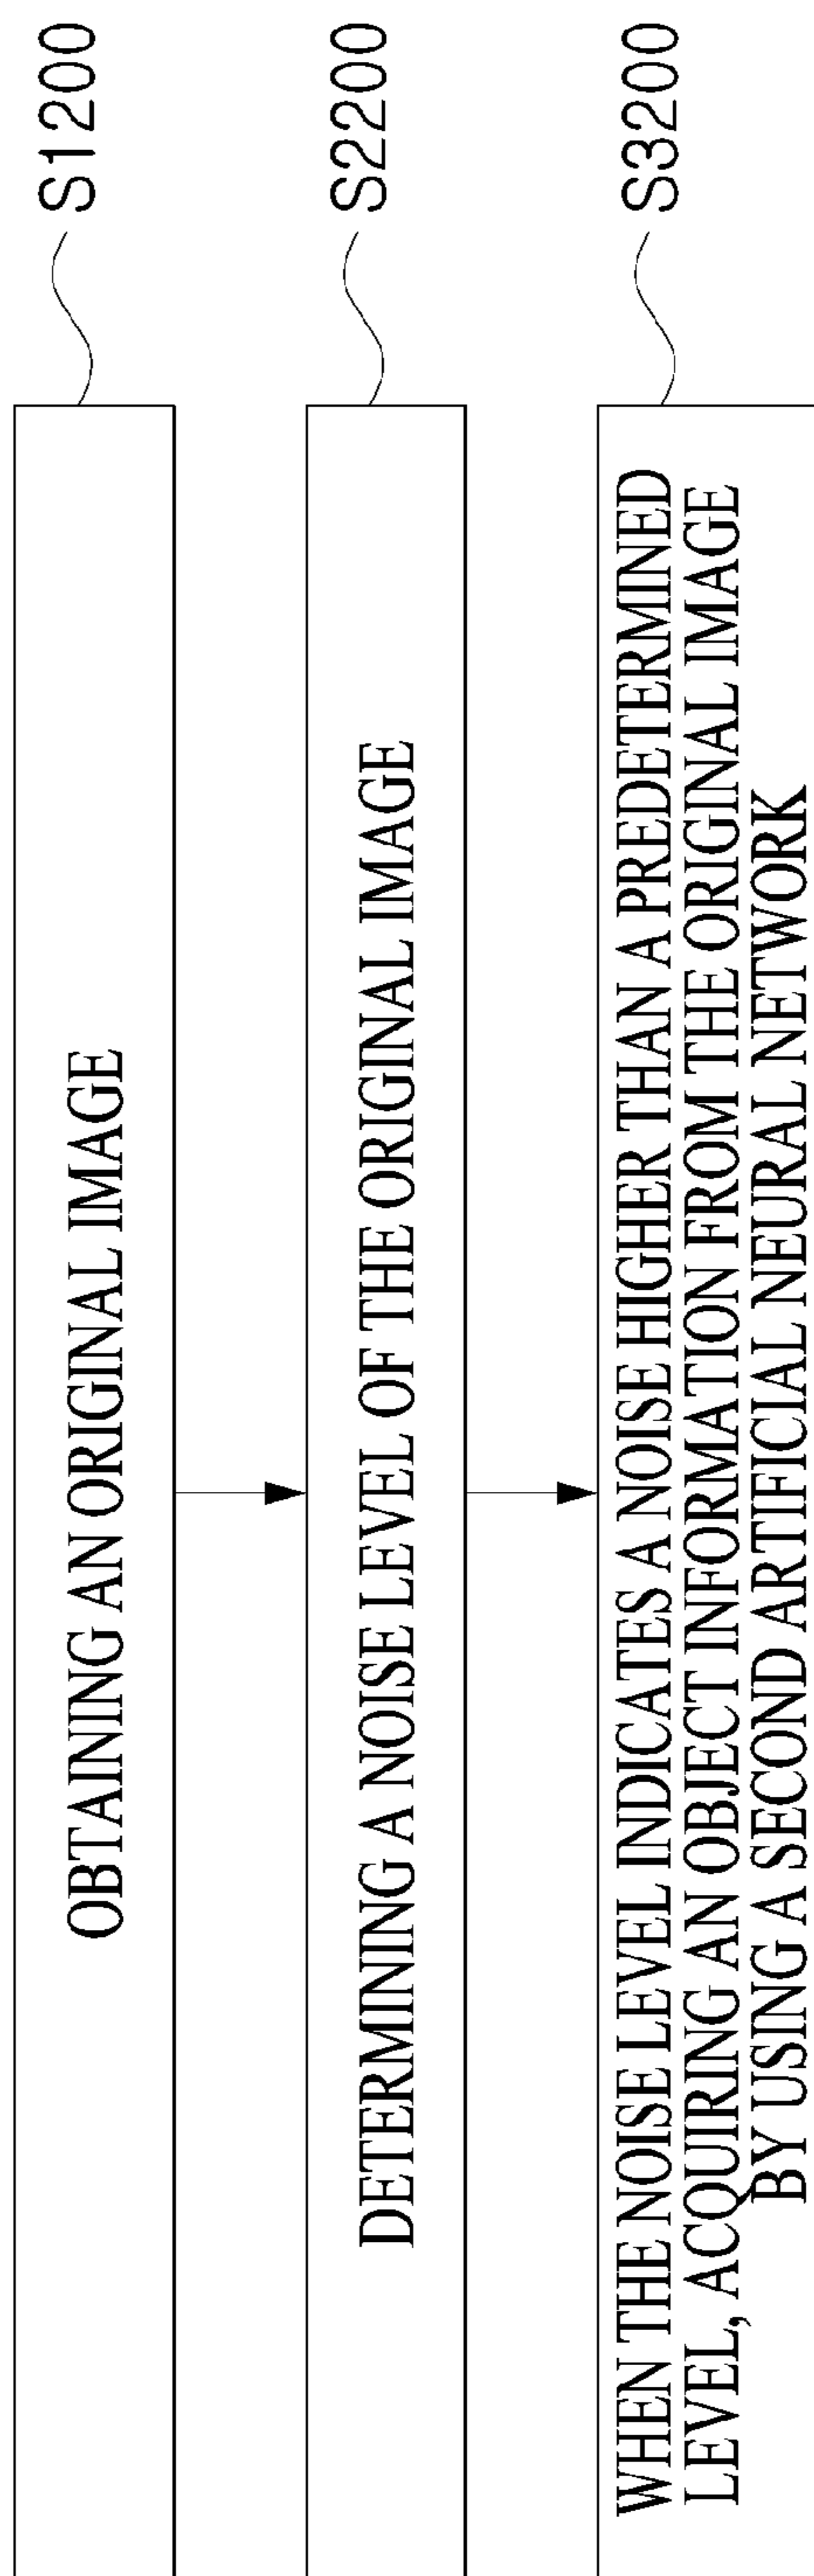 OBTAINING AN ORIGINAL IMAGE
S1200
DETERMINING A NOISE LEVEL OF THE ORIGINAL IMAGE
S2200
WHEN THE NOISE LEVEL INDICATES A NOISE HIGHER THAN A PREDETERMINED
LEVEL, ACQUIRING AN OBJECT INFORMATION FROM THE ORIGINAL IMAGE
BY USING A SECOND ARTIFICIAL NEURAL NETWORK
S3200